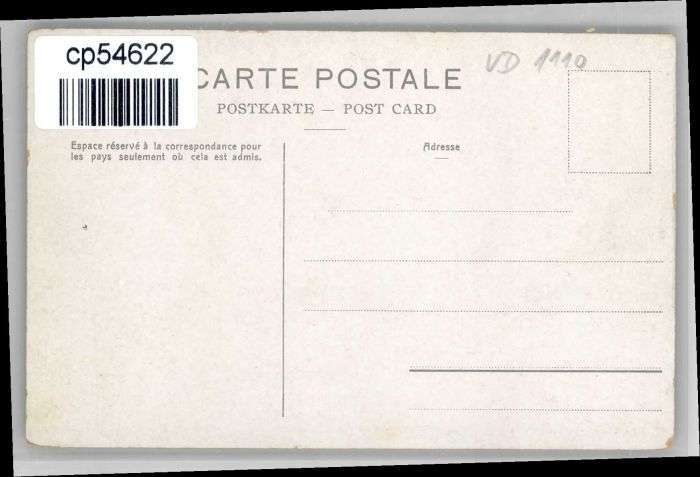 cp54622
CARTE POSTALE
VD 1110
POSTKARTE — POST CARD
Espace réservé à la correspondance pour
les pays seulement où cela est admis.
Adresse